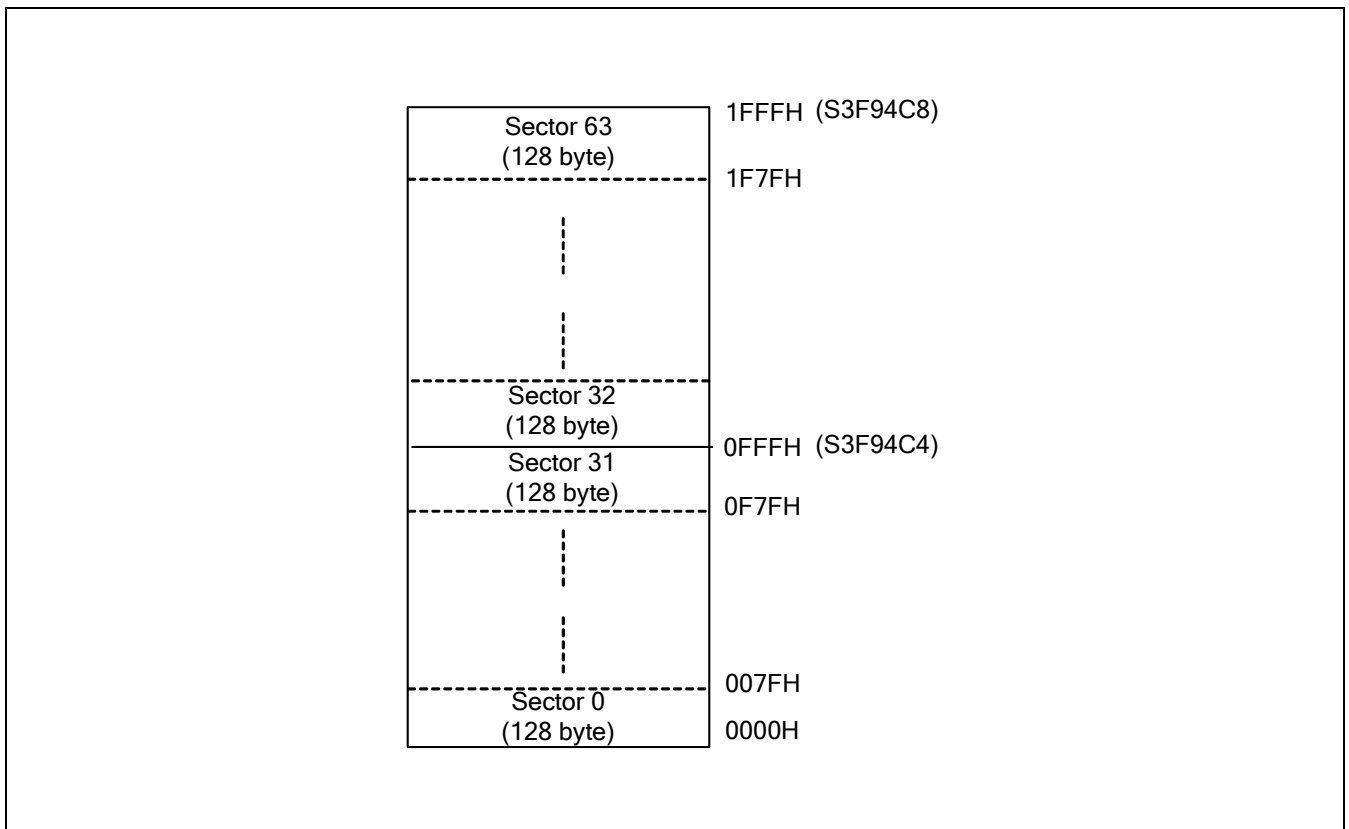 Sector 63
(128 byte)
1FFFH (S3F94C8)
1F7FH
Sector 32
(128 byte)
0FFFH (S3F94C4)
Sector 31
(128 byte)
0F7FH
007FH
Sector 0
(128 byte)
0000H